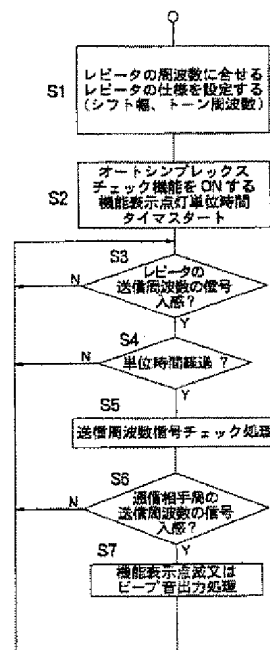 S1
レピータの周波数に合せる
レピータの仕様を設定する
(シフト幅、トーン周波数)
S2
オートシンプレックス
チェック機能をONする
機能表示点灯単位時間
タイマスタート
S3
レピータの
送信周波数の信号
入感?
N
Y
S4
単位時間経過 ?
N
Y
S5
送信周波数信号チェック処理
S6
通信相手局の
送信周波数の信号
入感?
N
Y
S7
機能表示点滅又は
ビープ音出力処理